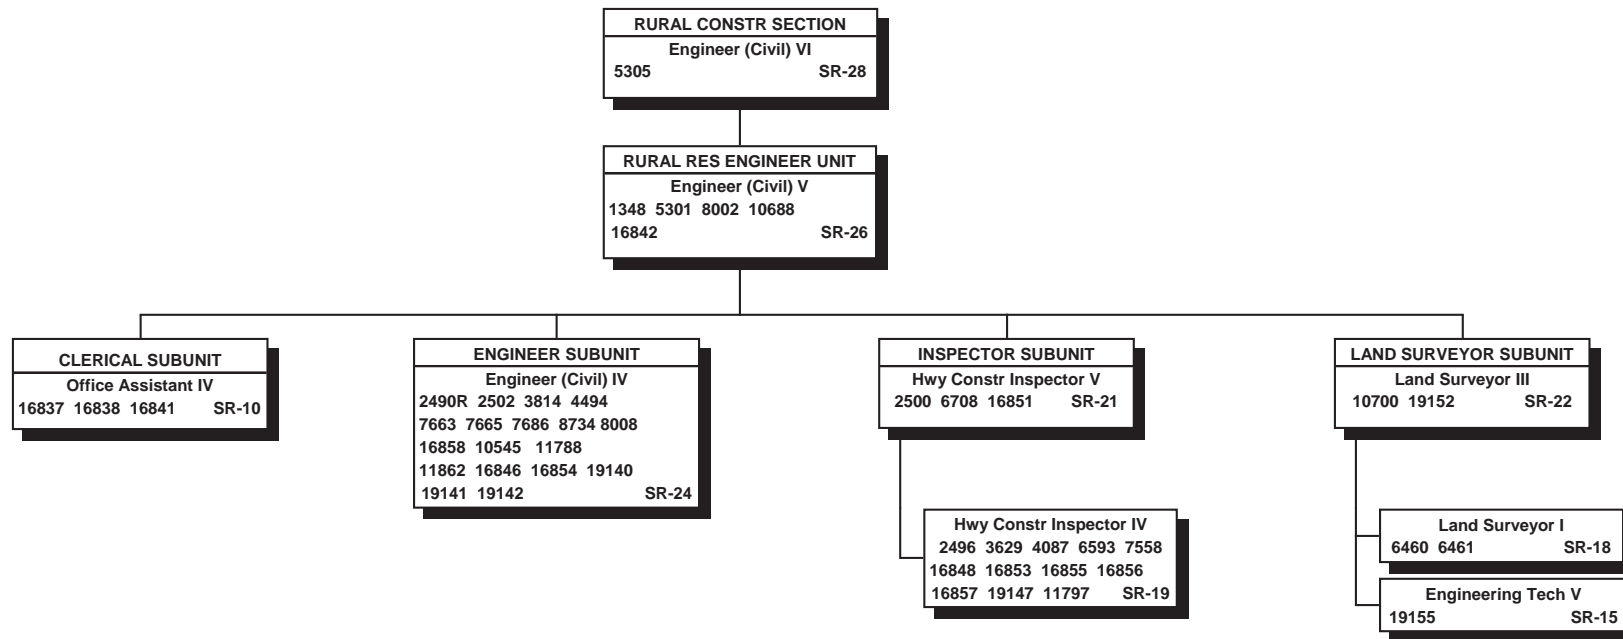 RURAL CONSTR SECTION
Engineer (Civil) VI
5305 SR-28
RURAL RES ENGINEER UNIT
Engineer (Civil) V
1348 5301 8002 10688
16842 SR-26
CLERICAL SUBUNIT
Office Assistant IV
16837 16838 16841 SR-10
ENGINEER SUBUNIT
Engineer (Civil) IV
2490R 2502 3814 4494
7663 7665 7686 8734 8008
16858 10545 11788
11862 16846 16854 19140
19141 19142 SR-24
INSPECTOR SUBUNIT
Hwy Constr Inspector V
2500 6708 16851 SR-21
Hwy Constr Inspector IV
2496 3629 4087 6593 7558
16848 16853 16855 16856
16857 19147 11797 SR-19
LAND SURVEYOR SUBUNIT
Land Surveyor III
10700 19152 SR-22
Land Surveyor I
6460 6461 SR-18
Engineering Tech V
19155 SR-15